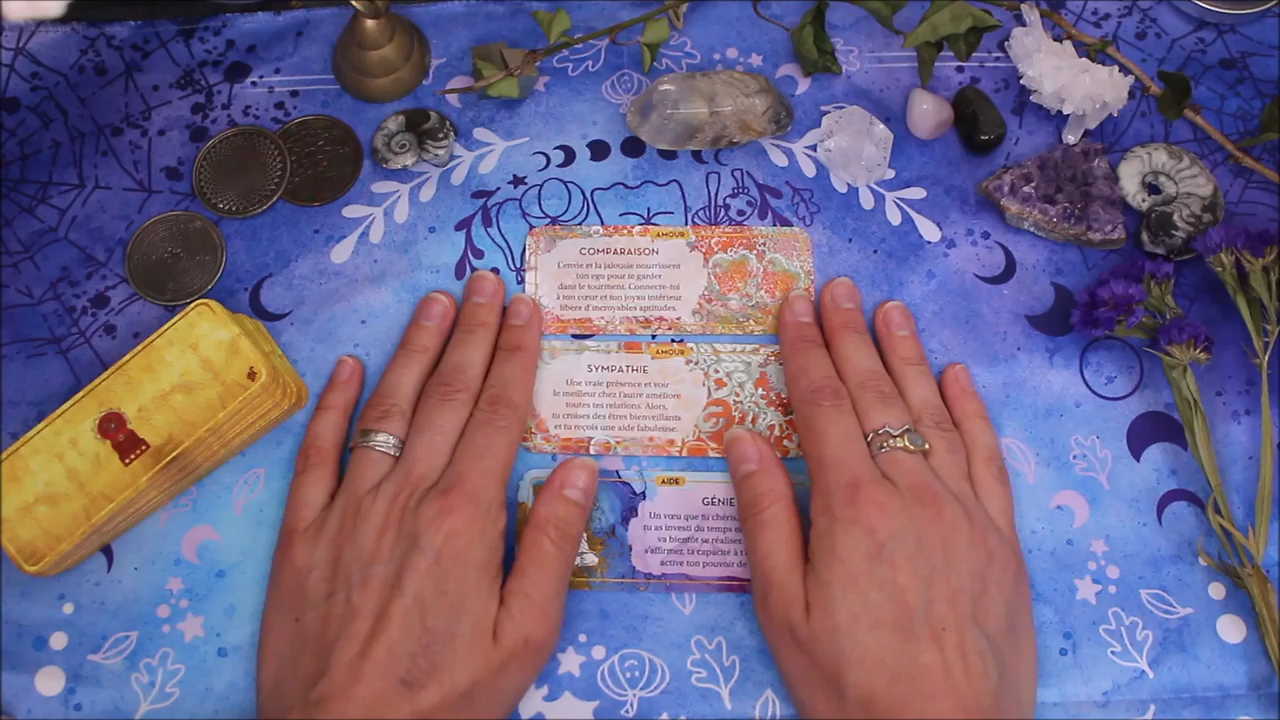 AMOUR
COMPARAISON
L'envie et la jalousie nourrissent
ton ego pour te garder
dans le tourment. Connecte-toi
à ton cœur et ton joyau intérieur
libère d'incroyables aptitudes.
AMOUR
SYMPATHIE
Une vraie présence et voir
le meilleur chez l'autre améliore
toutes tes relations. Alors,
tu croises des êtres bienveillants
et tu reçois une aide fabuleuse.
AIDE
GÉNIE
Un vœu que tu chéris,
tu as investi du temps
va bientôt se réaliser
s'affirmer, ta capacité à
active ton pouvoir de